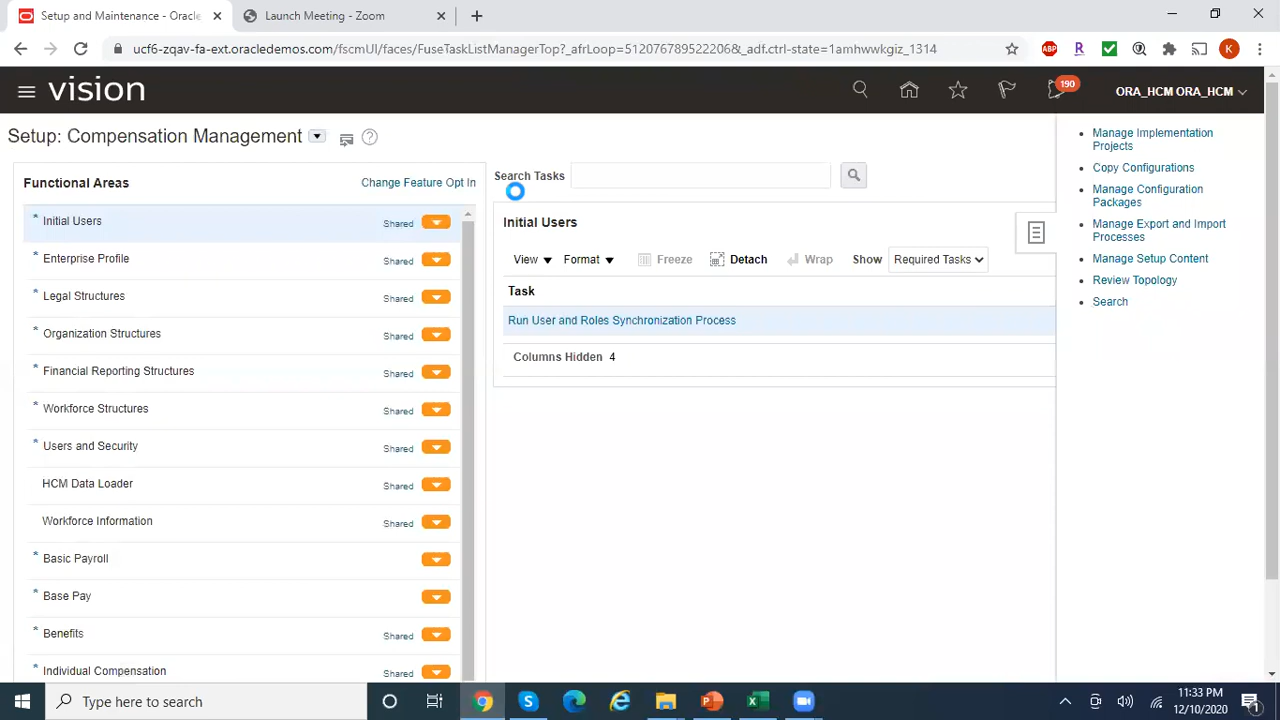 Setup and Maintenance - Oracle
Launch Meeting - Zoom
ucf6-zqav-fa-ext.oracledemos.com/fscmUI/faces/FuseTaskListManagerTop?_afrLoop=512076789522206&_adf.ctrl-state=1amhwwkgiz_1314
ABP
R
K
vision
190
ORA_HCM ORA_HCM
Setup: Compensation Management
?
Functional Areas
Change Feature Opt In
* Initial Users Shared
* Enterprise Profile Shared
* Legal Structures Shared
* Organization Structures Shared
* Financial Reporting Structures Shared
* Workforce Structures Shared
* Users and Security Shared
HCM Data Loader Shared
Workforce Information Shared
* Basic Payroll
* Base Pay
* Benefits Shared
* Individual Compensation Shared
Search Tasks
Initial Users
View Format Freeze Detach Wrap Show Required Tasks
Task
Run User and Roles Synchronization Process
Columns Hidden 4
Manage Implementation
Projects
Copy Configurations
Manage Configuration
Packages
Manage Export and Import
Processes
Manage Setup Content
Review Topology
Search
Type here to search
11:33 PM
12/10/2020
1